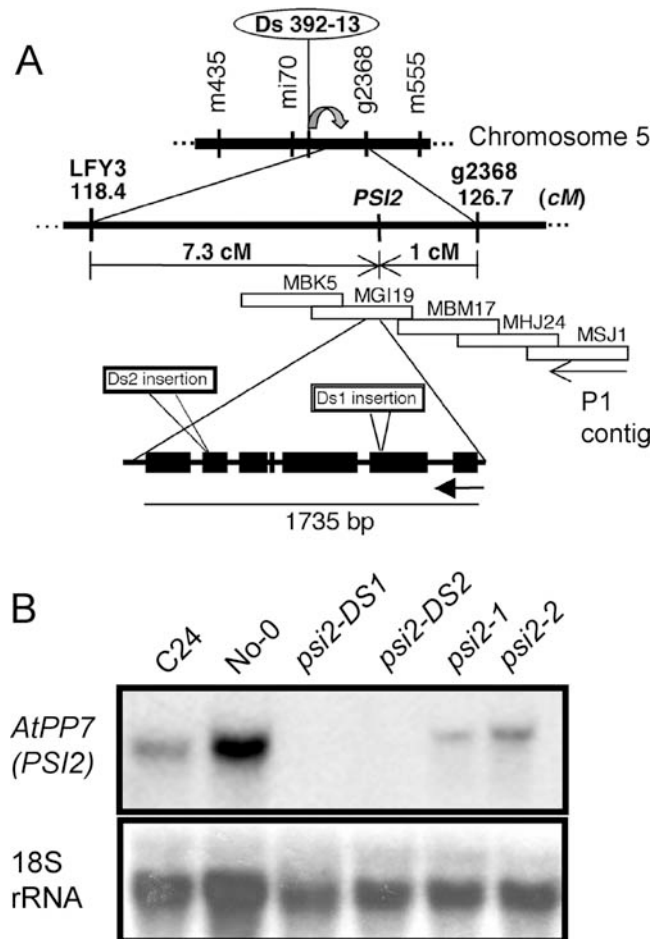 A
Ds 392-13
m435
mi70
g2368
m555
Chromosome 5
LFY3
118.4
PSI2
g2368
126.7
(cM)
7.3 cM
1 cM
MBK5
MGI19
MBM17
MHJ24
MSJ1
P1
contig
Ds2 insertion
Ds1 insertion
1735 bp
B
C24
No-0
psi2-DS1
psi2-DS2
psi2-1
psi2-2
AtPP7
(PSI2)
18S
rRNA